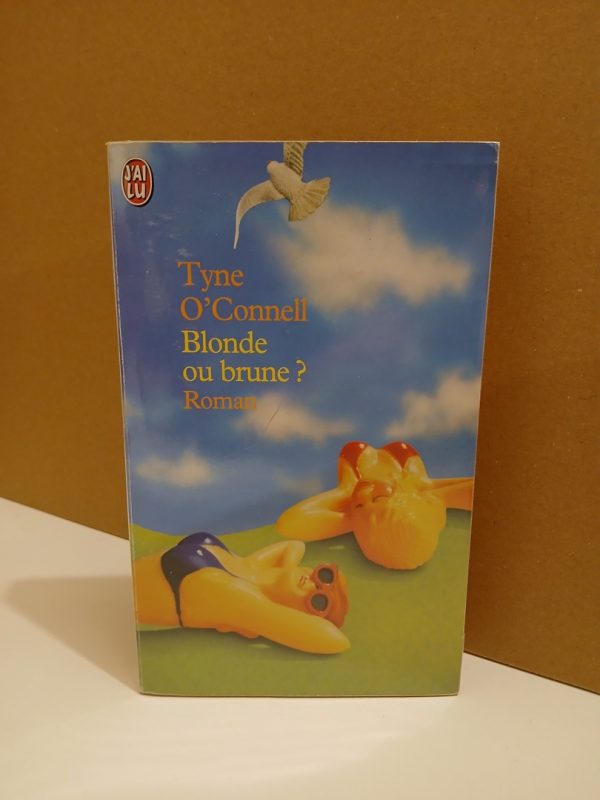 J'AI
LU
Tyne
O'Connell
Blonde
ou brune ?
Roman